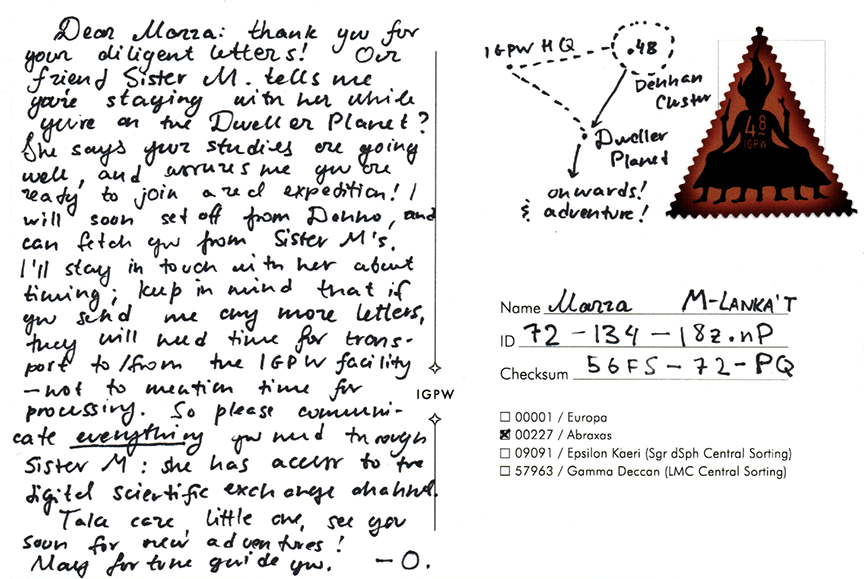 Dear Marza: thank you for
your diligent letters! Our
friend Sister M. tells me
you're staying with her while
you're on the Dweller Planet?
She says your studies are going
well, and assures me you are
ready to join a real expedition! I
will soon set off from Denno, and
can fetch you from Sister M's.
I'll stay in touch with her about
timing; keep in mind that if
you send me any more letters,
they will need time for trans-
port to/from the IGPW facility
—not to mention time for
processing. So please communi-
cate everything you need through
Sister M: she has access to the
digital scientific exchange channel.
Take care, little one, see you
soon for new adventures!
May fortune guide you. —O.
IGPW
IGPW HQ
.48
Denhan
Cluster
Dweller
Planet
onwards!
& adventure!
48
IGPW
Name Marza M-LANKA'T
ID 72-134-18z.nP
Checksum 56FS-72-PQ
00001 / Europa
00227 / Abraxas
09091 / Epsilon Kaeri (Sgr dSph Central Sorting)
57963 / Gamma Deccan (LMC Central Sorting)